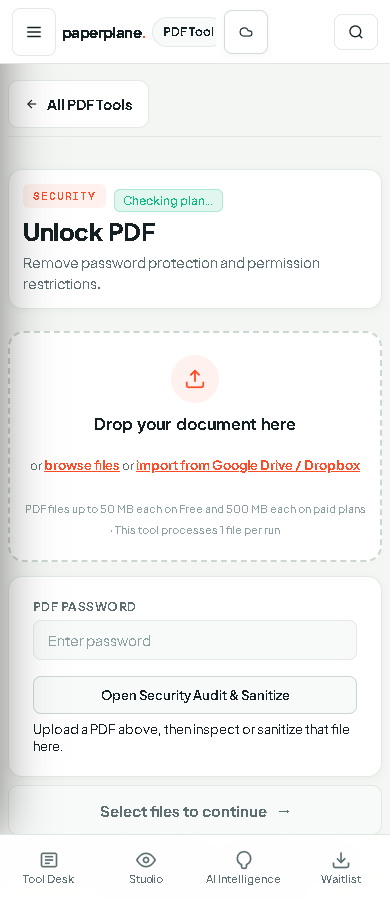 paperplane.
PDF Tool
All PDF Tools
SECURITY
Checking plan...
Unlock PDF
Remove password protection and permission
restrictions.
Drop your document here
or browse files or import from Google Drive / Dropbox
PDF files up to 50 MB each on Free and 500 MB each on paid plans
· This tool processes 1 file per run
PDF PASSWORD
Enter password
Open Security Audit & Sanitize
Upload a PDF above, then inspect or sanitize that file
here.
Select files to continue →
Tool Desk
Studio
AI Intelligence
Waitlist